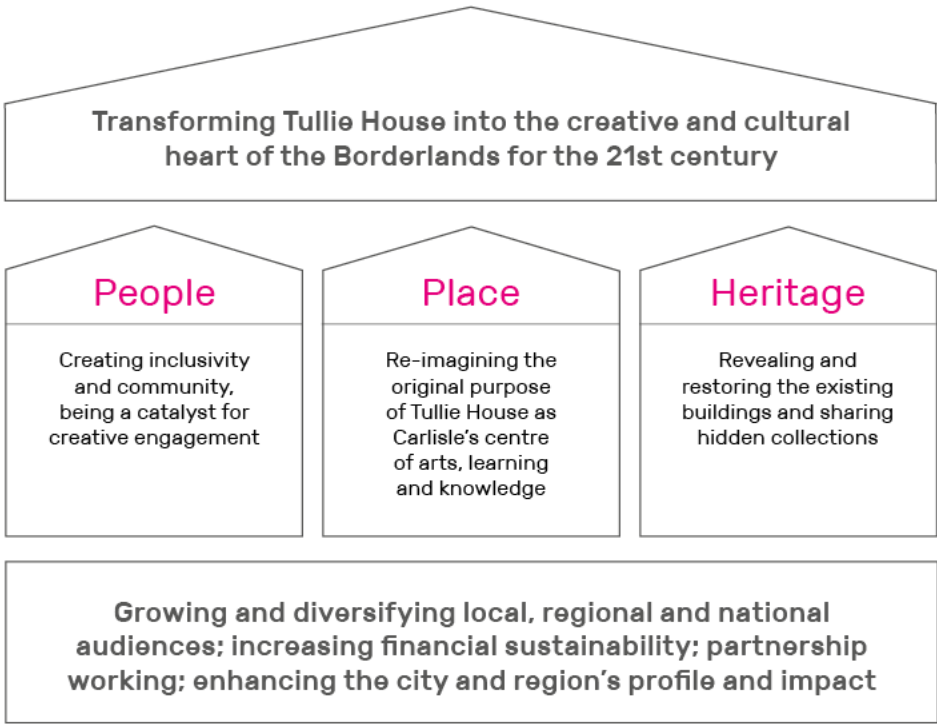 Transforming Tullie House into the creative and cultural
heart of the Borderlands for the 21st century
People
Creating inclusivity
and community,
being a catalyst for
creative engagement
Place
Re-imagining the
original purpose
of Tullie House as
Carlisle's centre
of arts, learning
and knowledge
Heritage
Revealing and
restoring the existing
buildings and sharing
hidden collections
Growing and diversifying local, regional and national
audiences; increasing financial sustainability; partnership
working; enhancing the city and region's profile and impact